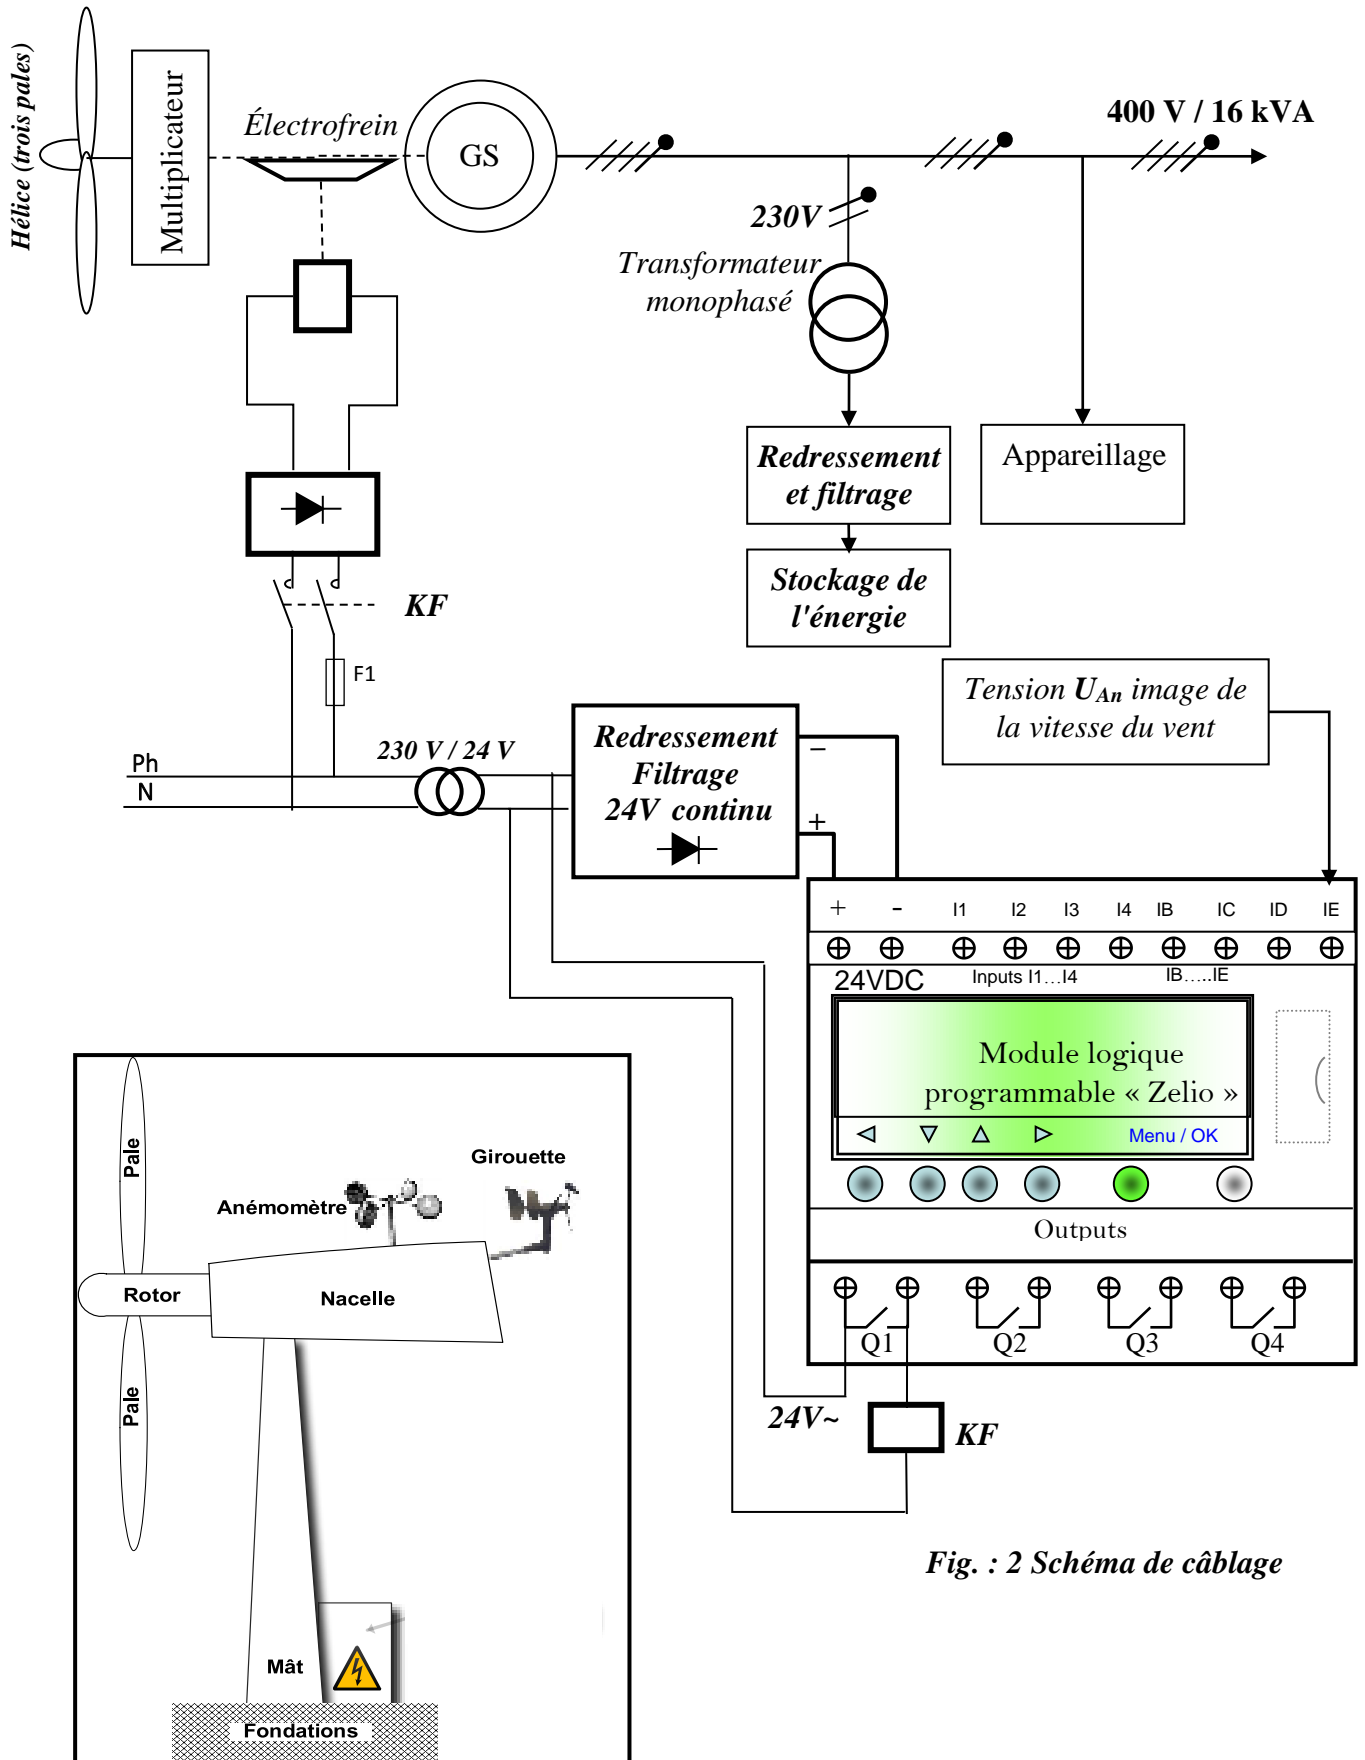 Hélice (trois pales)
Multiplicateur
Électrofrein
GS
400 V / 16 kVA
230V
Transformateur
monophasé
Redressement
et filtrage
Appareillage
Stockage de
l'énergie
KF
F1
Tension UAn image de
la vitesse du vent
Ph
N
230 V / 24 V
Redressement
Filtrage
24V continu
–
+
+ - I1 I2 I3 I4 IB IC ID IE
24VDC Inputs I1…I4 IB…..IE
Module logique
programmable « Zelio »
Menu / OK
Outputs
Q1 Q2 Q3 Q4
24V~
KF
Pale
Girouette
Anémomètre
Rotor
Nacelle
Pale
Mât
Fondations
Fig. : 2 Schéma de câblage